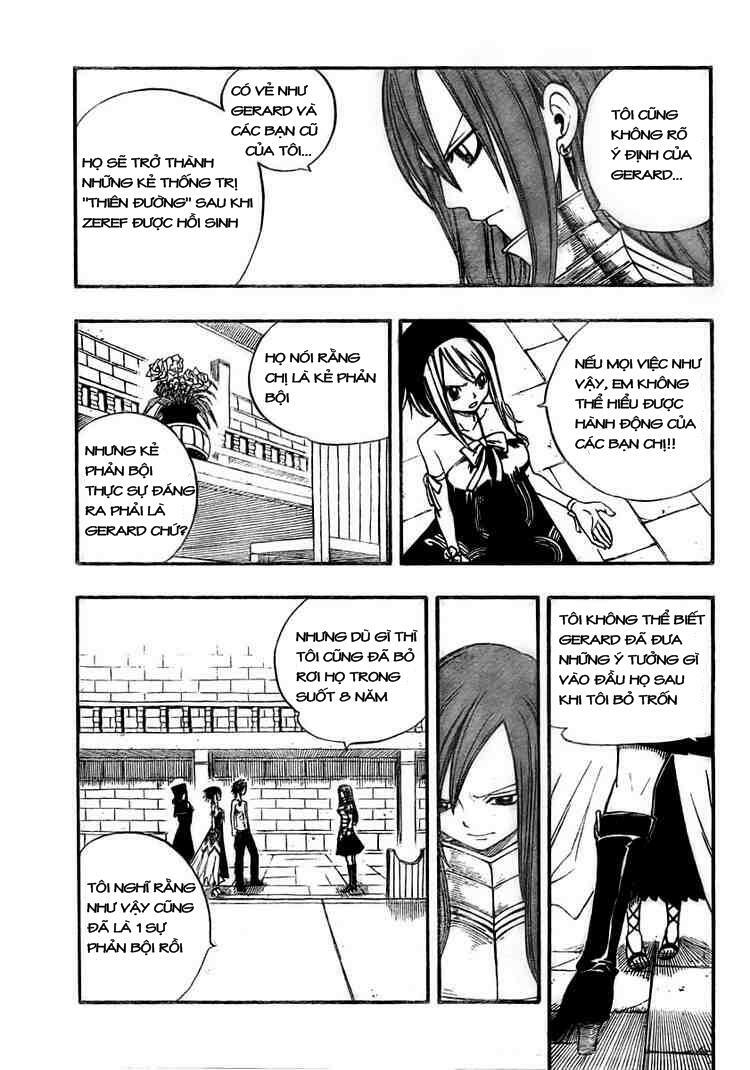 TÔI CŨNG
KHÔNG RÕ
Ý ĐỊNH CỦA
GERARD...
CÓ VẺ NHƯ
GERARD VÀ
CÁC BẠN CŨ
CỦA TÔI...
HỌ SẼ TRỞ THÀNH
NHỮNG KẺ THỐNG TRỊ
"THIÊN ĐƯỜNG" SAU KHI
ZEREF ĐƯỢC HỒI SINH
NẾU MỌI VIỆC NHƯ
VẬY, EM KHÔNG
THỂ HIỂU ĐƯỢC
HÀNH ĐỘNG CỦA
CÁC BẠN CHỊ!!
HỌ NÓI RẰNG
CHỊ LÀ KẺ PHẢN
BỘI
NHƯNG KẺ
PHẢN BỘI
THỰC SỰ ĐÁNG
RA PHẢI LÀ
GERARD CHỨ?
TÔI KHÔNG THỂ BIẾT
GERARD ĐÃ ĐƯA
NHỮNG Ý TƯỞNG GÌ
VÀO ĐẦU HỌ SAU
KHI TÔI BỎ TRỐN
NHƯNG DÙ GÌ THÌ
TÔI CŨNG ĐÃ BỎ
RƠI HỌ TRONG
SUỐT 8 NĂM
TÔI NGHĨ RẰNG
NHƯ VẬY CŨNG
ĐÃ LÀ 1 SỰ
PHẢN BỘI RỒI